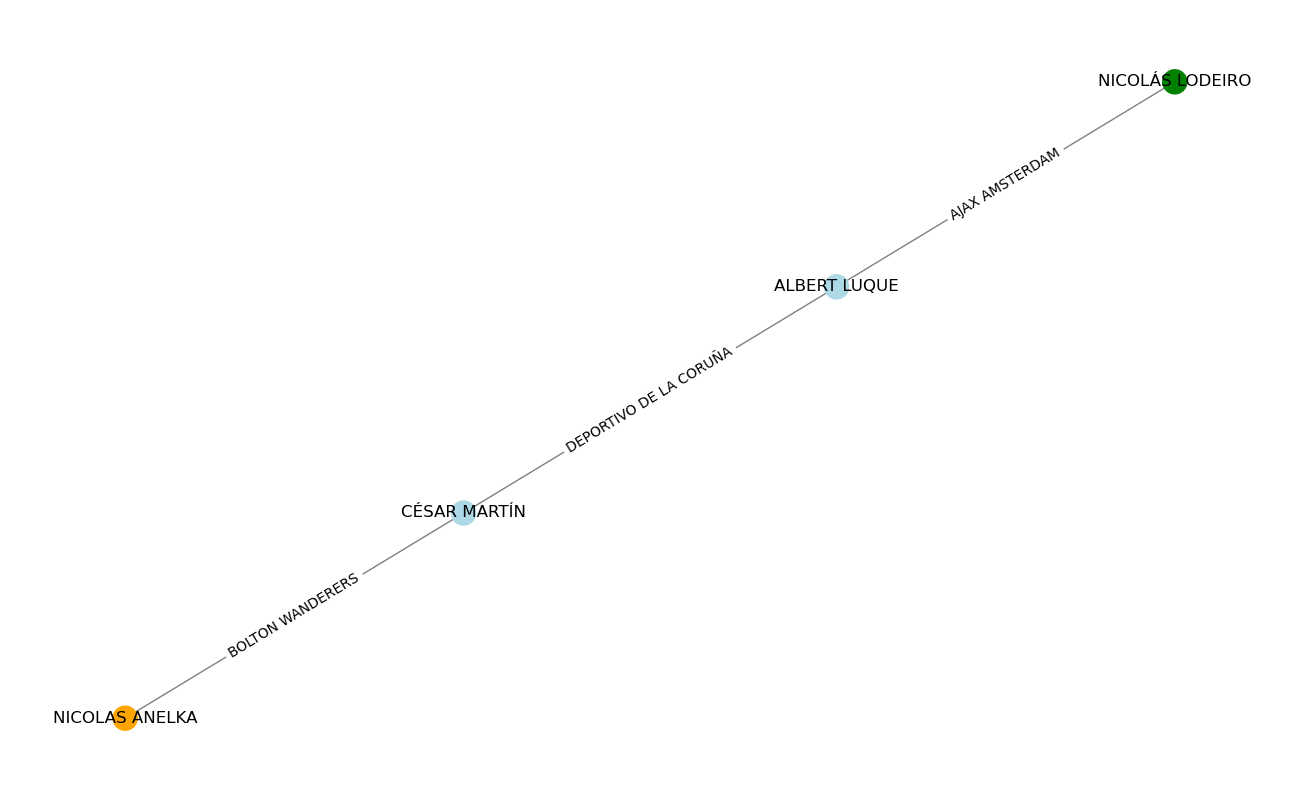 NICOLÁS LODEIRO
AJAX AMSTERDAM
ALBERT LUQUE
DEPORTIVO DE LA CORUÑA
CÉSAR MARTÍN
BOLTON WANDERERS
NICOLAS ANELKA